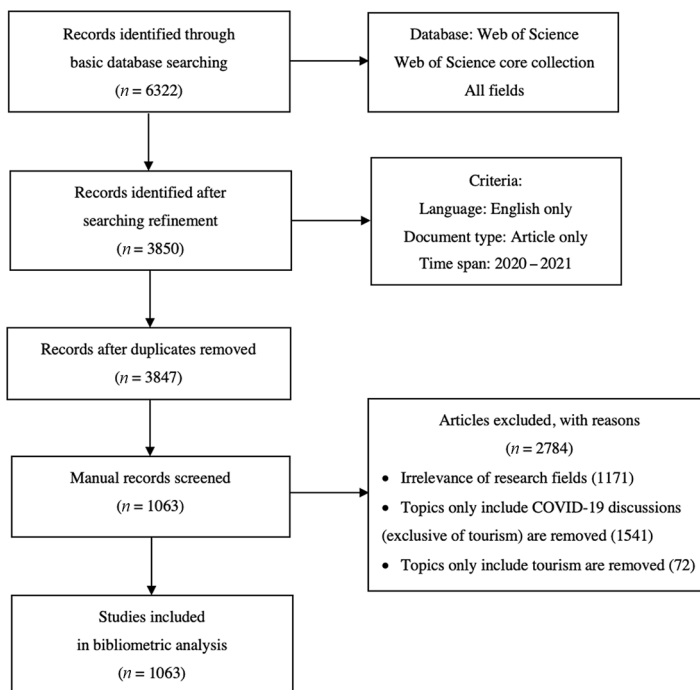 Records identified through
basic database searching
(n = 6322)
Database: Web of Science
Web of Science core collection
All fields
Records identified after
searching refinement
(n = 3850)
Criteria:
Language: English only
Document type: Article only
Time span: 2020 – 2021
Records after duplicates removed
(n = 3847)
Manual records screened
(n = 1063)
Articles excluded, with reasons
(n = 2784)
• Irrelevance of research fields (1171)
• Topics only include COVID-19 discussions
(exclusive of tourism) are removed (1541)
• Topics only include tourism are removed (72)
Studies included
in bibliometric analysis
(n = 1063)